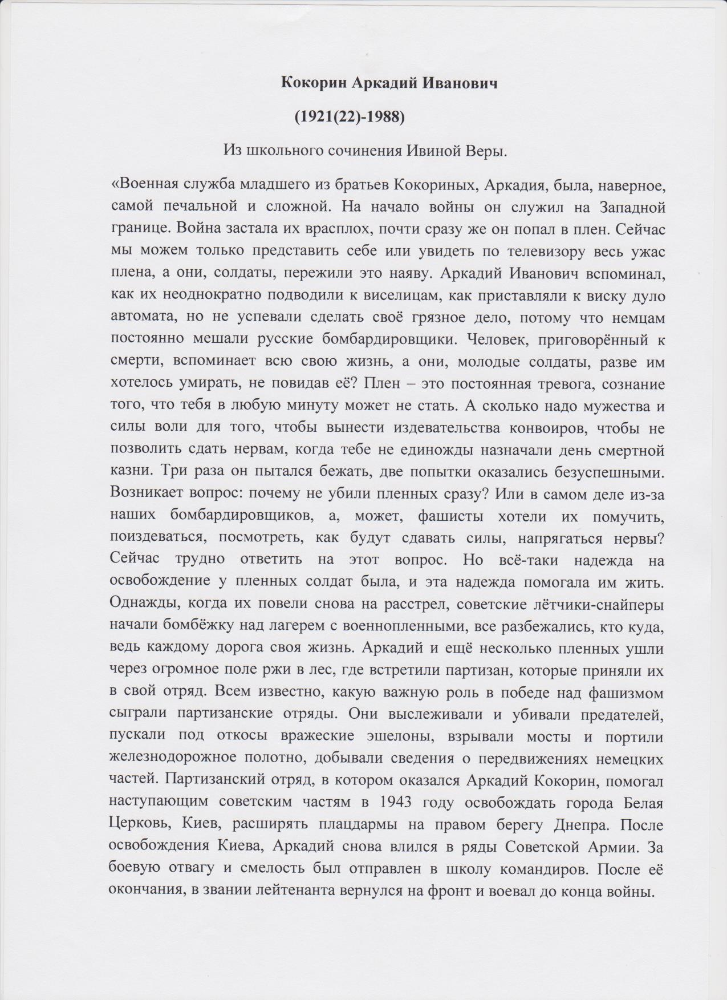 Кокорин Аркадий Иванович
(1921(22)-1988)
Из школьного сочинения Ивиной Веры.
«Военная служба младшего из братьев Кокориных, Аркадия, была, наверное,
самой печальной и сложной. На начало войны он служил на Западной
границе. Война застала их врасплох, почти сразу же он попал в плен. Сейчас
мы можем только представить себе или увидеть по телевизору весь ужас
плена, а они, солдаты, пережили это наяву. Аркадий Иванович вспоминал,
как их неоднократно подводили к виселицам, как приставляли к виску дуло
автомата, но не успевали сделать своё грязное дело, потому что немцам
постоянно мешали русские бомбардировщики. Человек, приговорённый к
смерти, вспоминает всю свою жизнь, а они, молодые солдаты, разве им
хотелось умирать, не повидав её? Плен – это постоянная тревога, сознание
того, что тебя в любую минуту может не стать. А сколько надо мужества и
силы воли для того, чтобы вынести издевательства конвоиров, чтобы не
позволить сдать нервам, когда тебе не единожды назначали день смертной
казни. Три раза он пытался бежать, две попытки оказались безуспешными.
Возникает вопрос: почему не убили пленных сразу? Или в самом деле из-за
наших бомбардировщиков, а, может, фашисты хотели их помучить,
поиздеваться, посмотреть, как будут сдавать силы, напрягаться нервы?
Сейчас трудно ответить на этот вопрос. Но всё-таки надежда на
освобождение у пленных солдат была, и эта надежда помогала им жить.
Однажды, когда их повели снова на расстрел, советские лётчики-снайперы
начали бомбёжку над лагерем с военнопленными, все разбежались, кто куда,
ведь каждому дорога своя жизнь. Аркадий и ещё несколько пленных ушли
через огромное поле ржи в лес, где встретили партизан, которые приняли их
в свой отряд. Всем известно, какую важную роль в победе над фашизмом
сыграли партизанские отряды. Они выслеживали и убивали предателей,
пускали под откосы вражеские эшелоны, взрывали мосты и портили
железнодорожное полотно, добывали сведения о передвижениях немецких
частей. Партизанский отряд, в котором оказался Аркадий Кокорин, помогал
наступающим советским частям в 1943 году освобождать города Белая
Церковь, Киев, расширять плацдармы на правом берегу Днепра. После
освобождения Киева, Аркадий снова влился в ряды Советской Армии. За
боевую отвагу и смелость был отправлен в школу командиров. После её
окончания, в звании лейтенанта вернулся на фронт и воевал до конца войны.